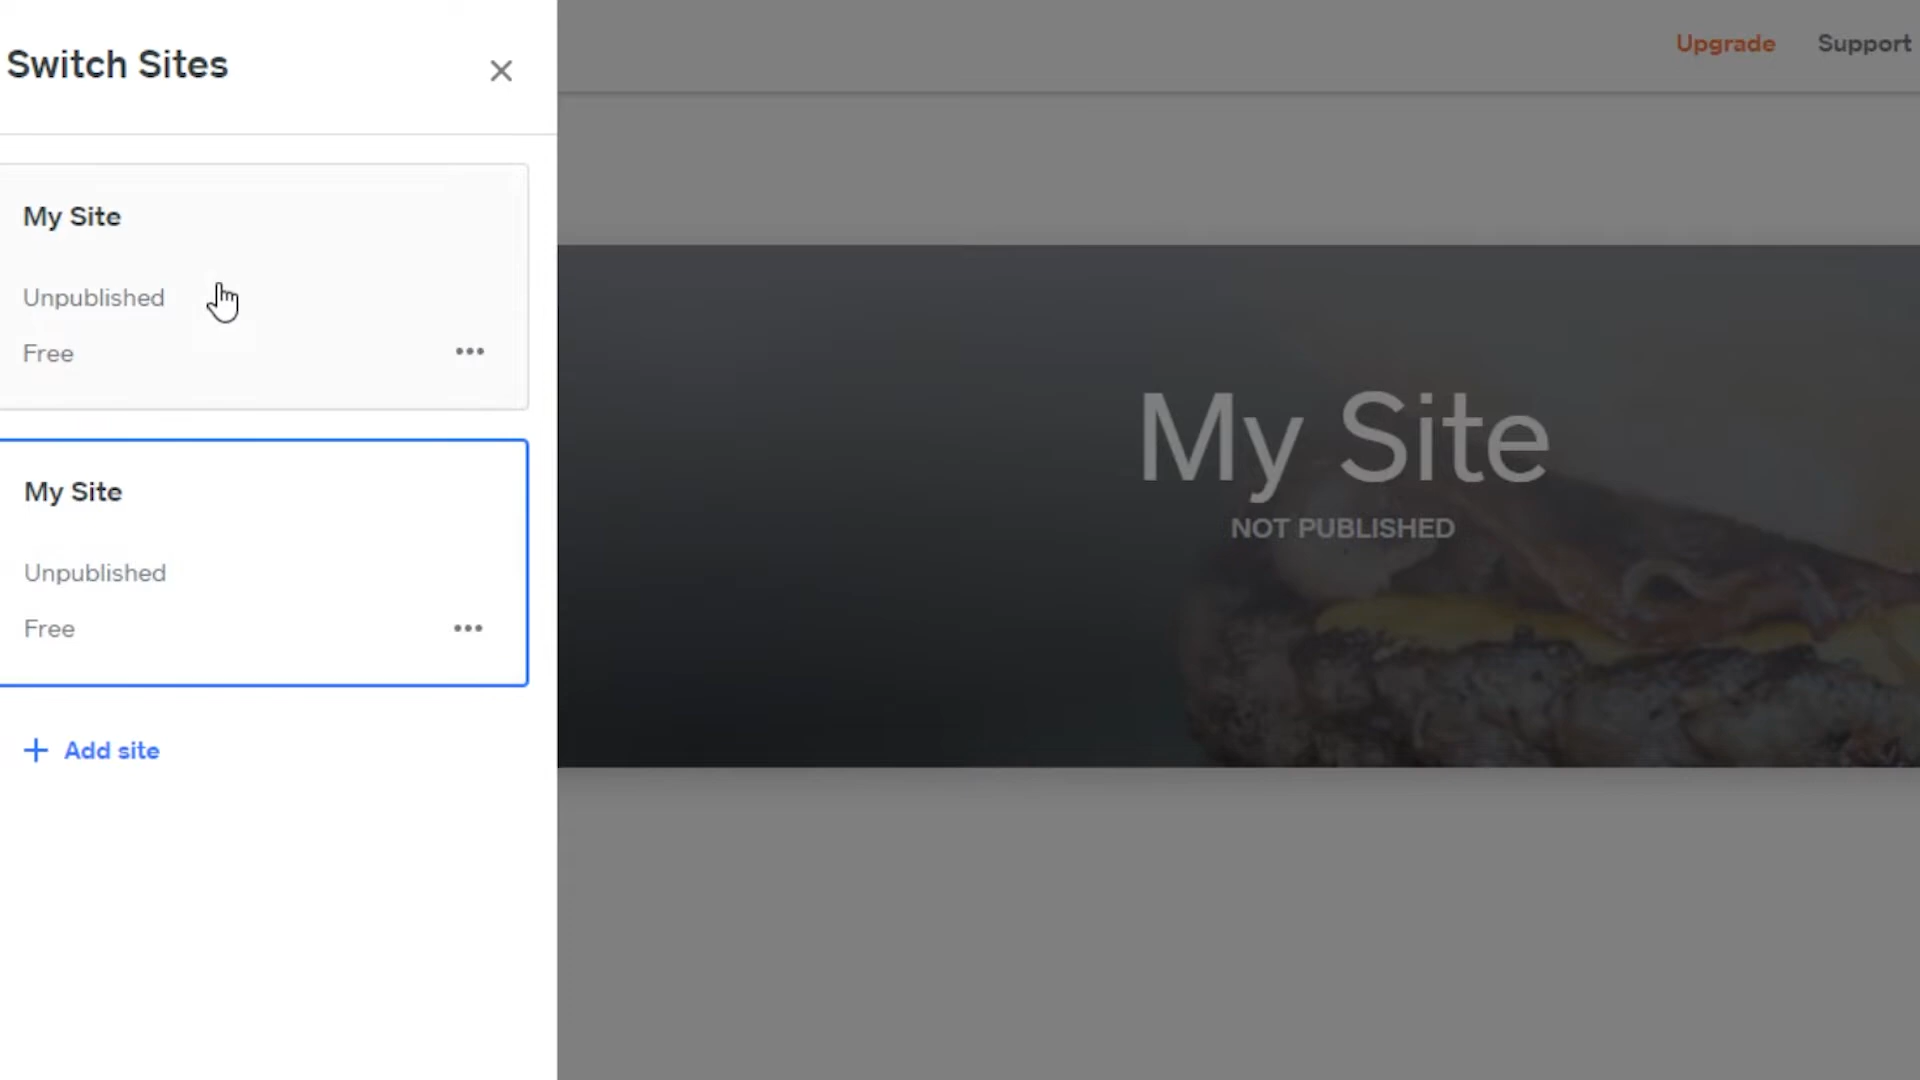 Switch Sites
Upgrade Support
My Site
Unpublished
Free
My Site
Unpublished
Free
+ Add site
My Site
NOT PUBLISHED